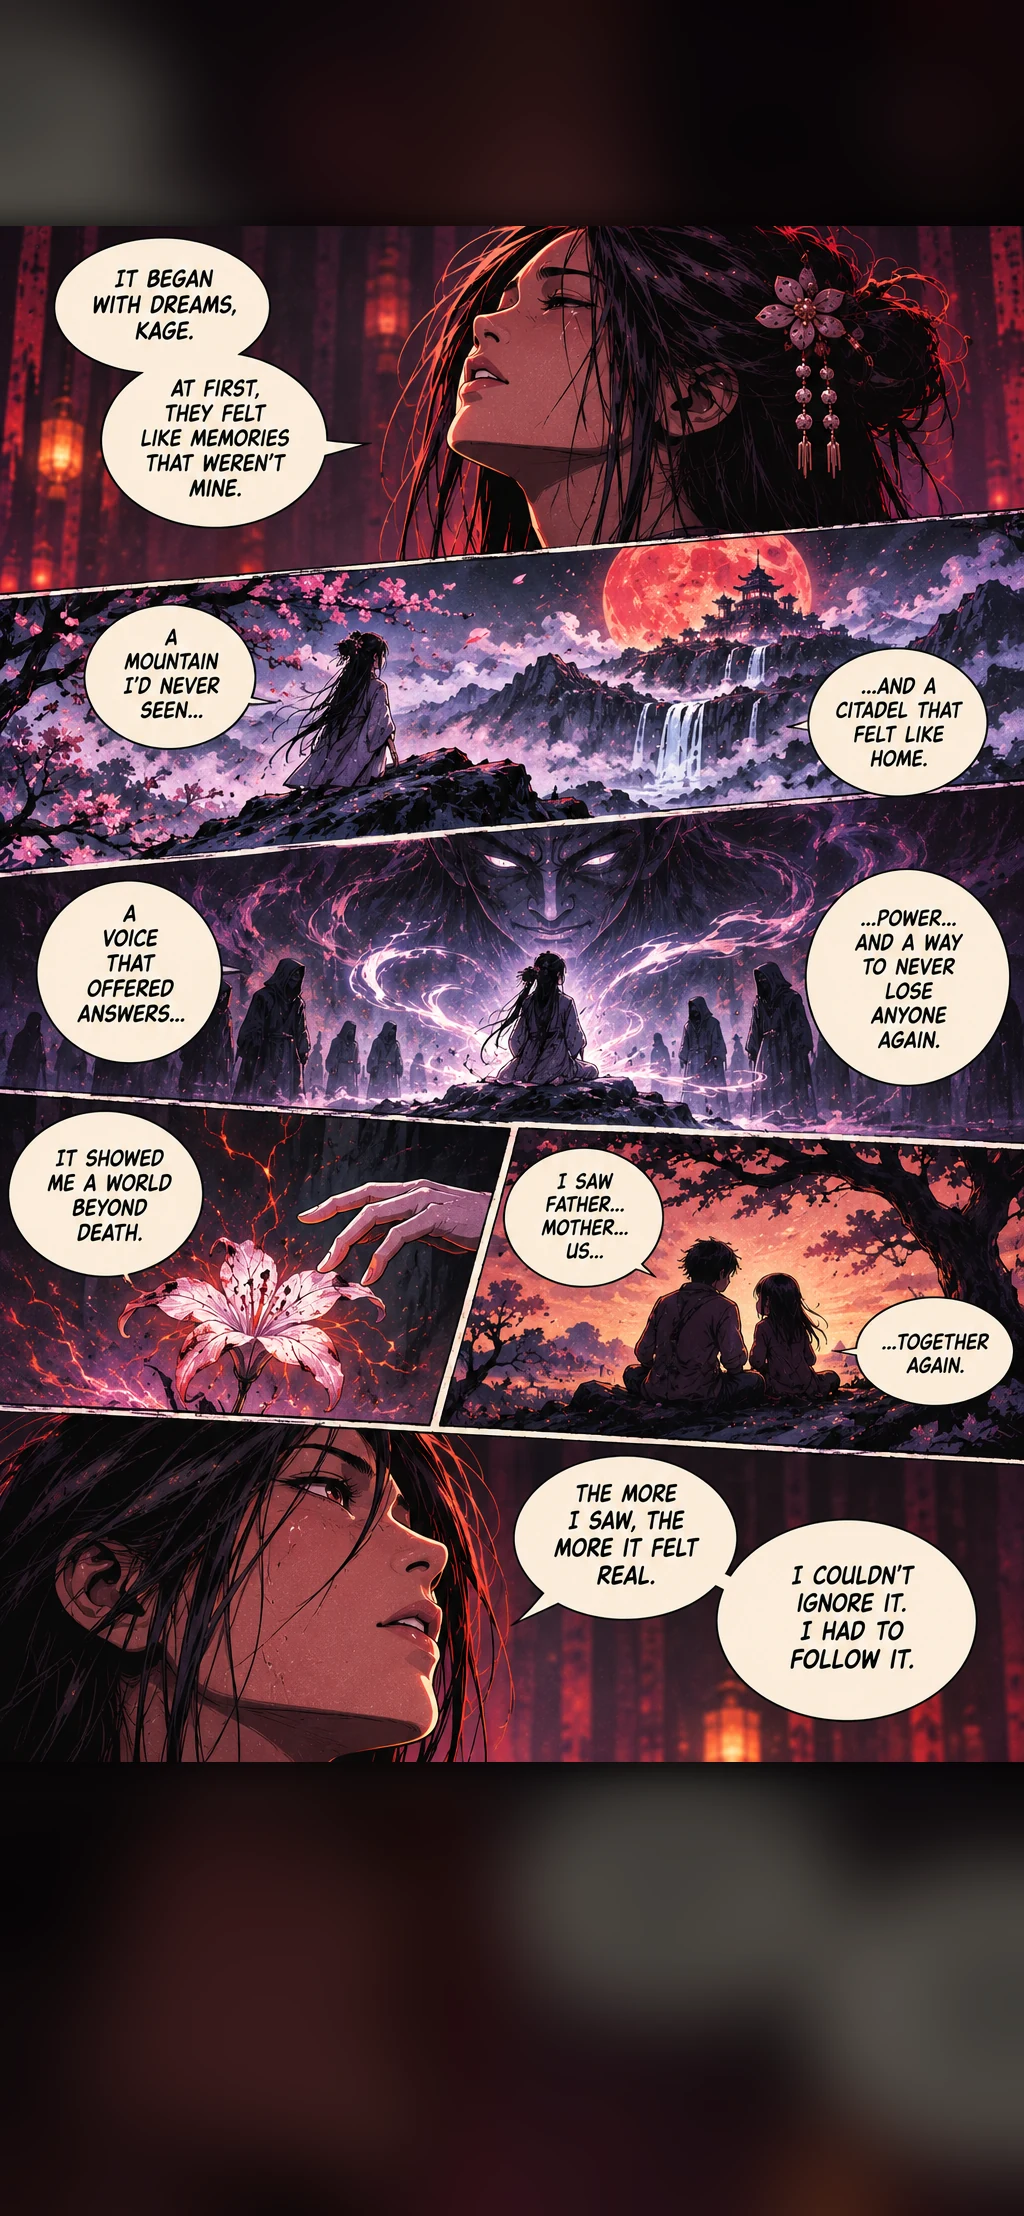 IT BEGAN
WITH DREAMS,
KAGE.
AT FIRST,
THEY FELT
LIKE MEMORIES
THAT WEREN'T
MINE.
A
MOUNTAIN
I'D NEVER
SEEN...
...AND A
CITADEL THAT
FELT LIKE
HOME.
A
VOICE
THAT
OFFERED
ANSWERS...
...POWER...
AND A WAY
TO NEVER
LOSE
ANYONE
AGAIN.
IT SHOWED
ME A WORLD
BEYOND
DEATH.
I SAW
FATHER...
MOTHER...
US...
...TOGETHER
AGAIN.
THE MORE
I SAW, THE
MORE IT FELT
REAL.
I COULDN'T
IGNORE IT.
I HAD TO
FOLLOW IT.